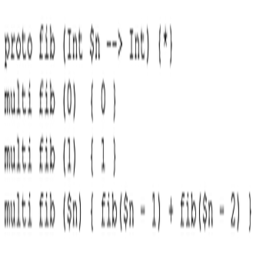 proto fib (Int $n --> Int) {*}
multi fib (0) { 0 }
multi fib (1) { 1 }
multi fib ($n) { fib($n - 1) + fib($n - 2) }